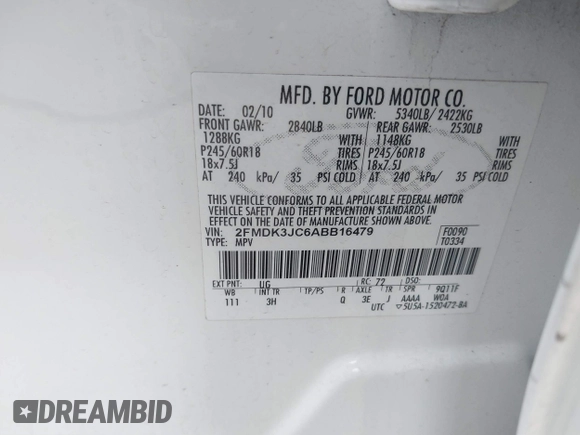 MFD. BY FORD MOTOR CO.
DATE: 02/10 GVWR: 5340LB/ 2422KG
FRONT GAWR: 2840LB REAR GAWR: 2530LB
1288KG WITH 1148KG WITH
P245/60R18 TIRES P245/60R18 TIRES
18x7.5J RIMS 18x7.5J RIMS
AT 240 kPa/ 35 PSI COLD AT 240 kPa/ 35 PSI COLD
THIS VEHICLE CONFORMS TO ALL APPLICABLE FEDERAL MOTOR
VEHICLE SAFETY AND THEFT PREVENTION STANDARDS IN EFFECT ON THE
DATE OF MANUFACTURE SHOWN ABOVE.
VIN: 2FMDK3JC6ABB16479 F0090
TYPE: MPV T0334
EXT PNT: UG RC: 72 DSO:
WB INT TR TP/PS R AXLE TR SPR 9Q11F
111 3H Q 3E J AAAA WQA
UTC 5U5A-1520472-BA
DREAMBID